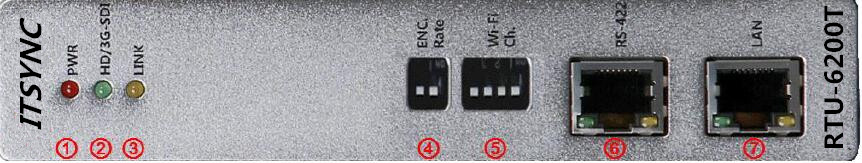 ITSYNC
PWR
HD/3G-SDI
LINK
ENC.
Rate
Wi-Fi
Ch.
RS-422
LAN
RTU-6200T
①
②
③
④
⑤
⑥
⑦